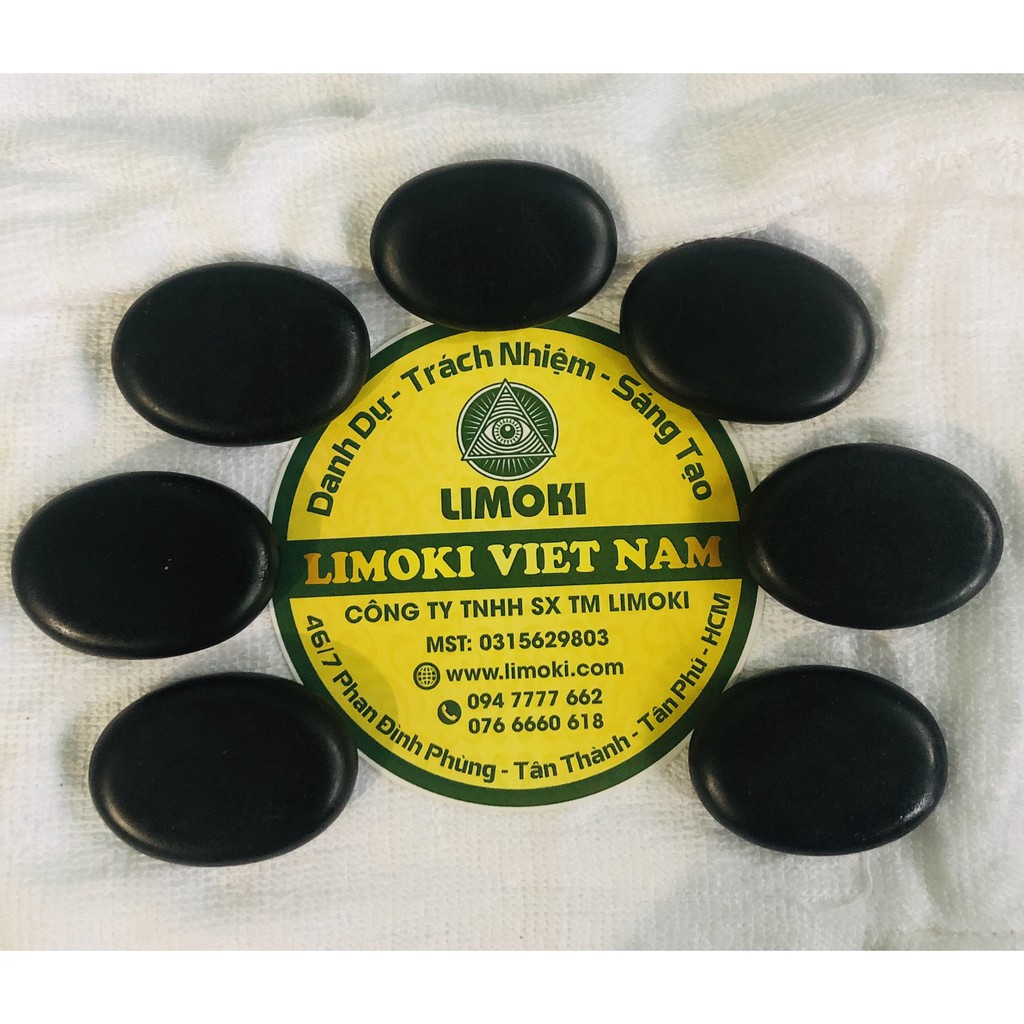 Danh Dự - Trách Nhiệm - Sáng Tạo
LIMOKI
LIMOKI VIET NAM
CÔNG TY TNHH SX TM LIMOKI
MST: 0315629803
www.limoki.com
094 7777 662
076 6660 618
46/7 Phan Đình Phùng - Tân Thành - Tân Phú - HCM